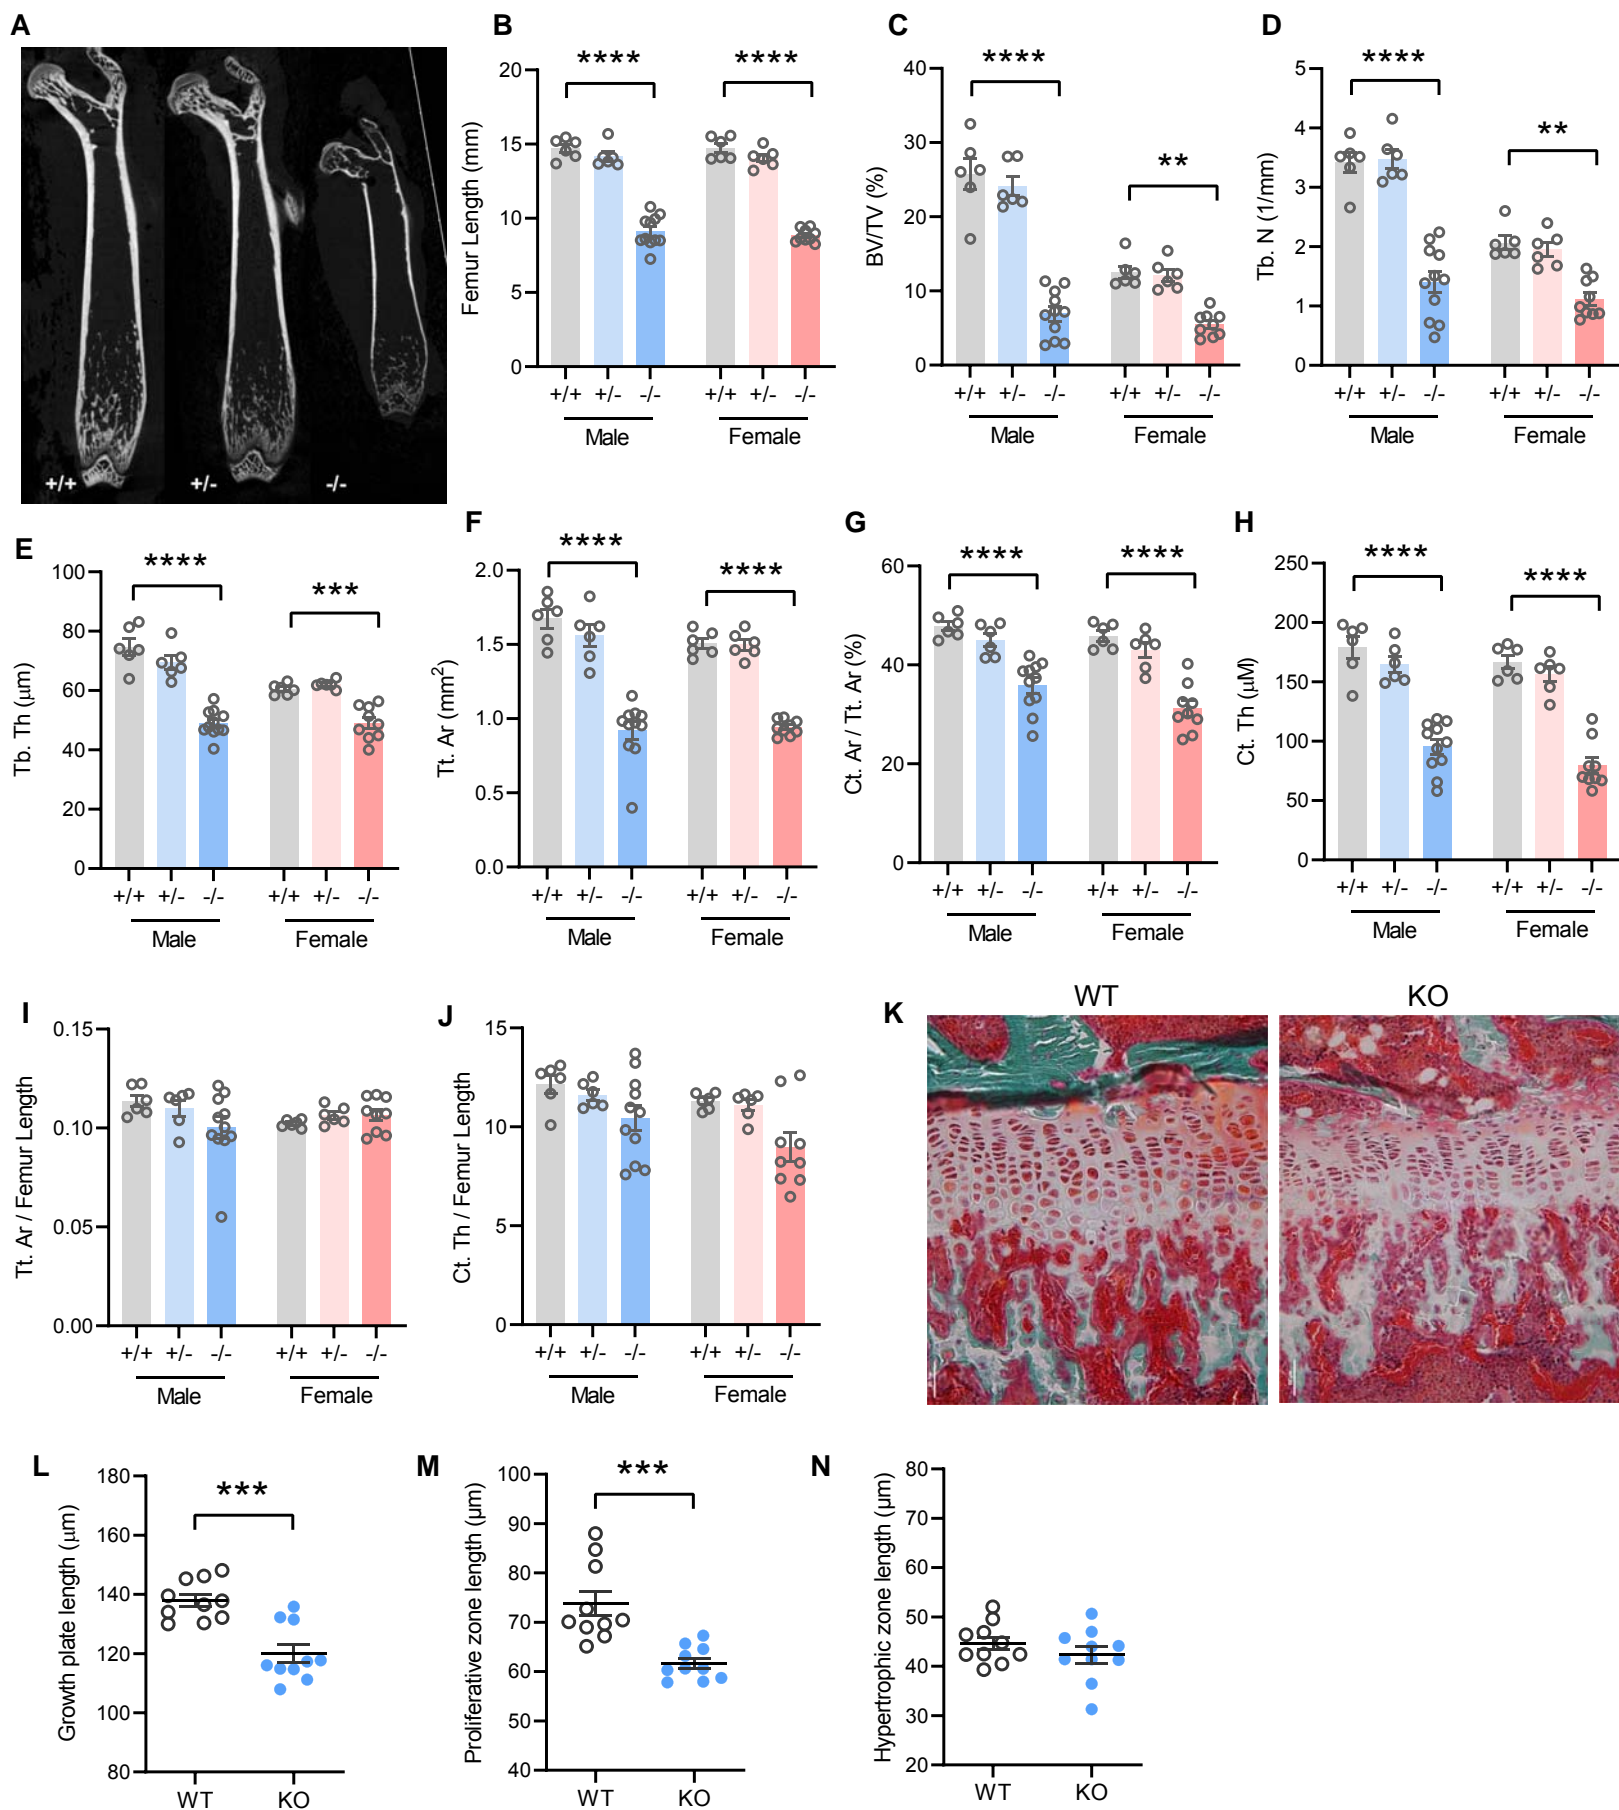 A
+/+ +/- -/-
B
**** ****
Femur Length (mm)
20
15
10
5
0
+/+ +/- -/- +/+ +/- -/-
Male Female
C
****
**
BV/TV (%)
40
30
20
10
0
+/+ +/- -/- +/+ +/- -/-
Male Female
D
****
**
Tb. N (1/mm)
5
4
3
2
1
0
+/+ +/- -/- +/+ +/- -/-
Male Female
E
****
***
Tb. Th (μm)
100
80
60
40
20
0
+/+ +/- -/- +/+ +/- -/-
Male Female
F
****
****
Tt. Ar (mm²)
2.0
1.5
1.0
0.5
0.0
+/+ +/- -/- +/+ +/- -/-
Male Female
G
**** ****
Ct. Ar / Tt. Ar (%)
60
40
20
0
+/+ +/- -/- +/+ +/- -/-
Male Female
H
****
****
Ct. Th (μM)
250
200
150
100
50
0
+/+ +/- -/- +/+ +/- -/-
Male Female
I
Tt. Ar / Femur Length
0.15
0.10
0.05
0.00
+/+ +/- -/- +/+ +/- -/-
Male Female
J
Ct. Th / Femur Length
15
10
5
0
+/+ +/- -/- +/+ +/- -/-
Male Female
K
WT KO
L
***
Growth plate length (μm)
180
160
140
120
100
80
WT KO
M
***
Proliferative zone length (μm)
100
90
80
70
60
50
40
WT KO
N
Hypertrophic zone length (μm)
80
70
60
50
40
30
20
WT KO